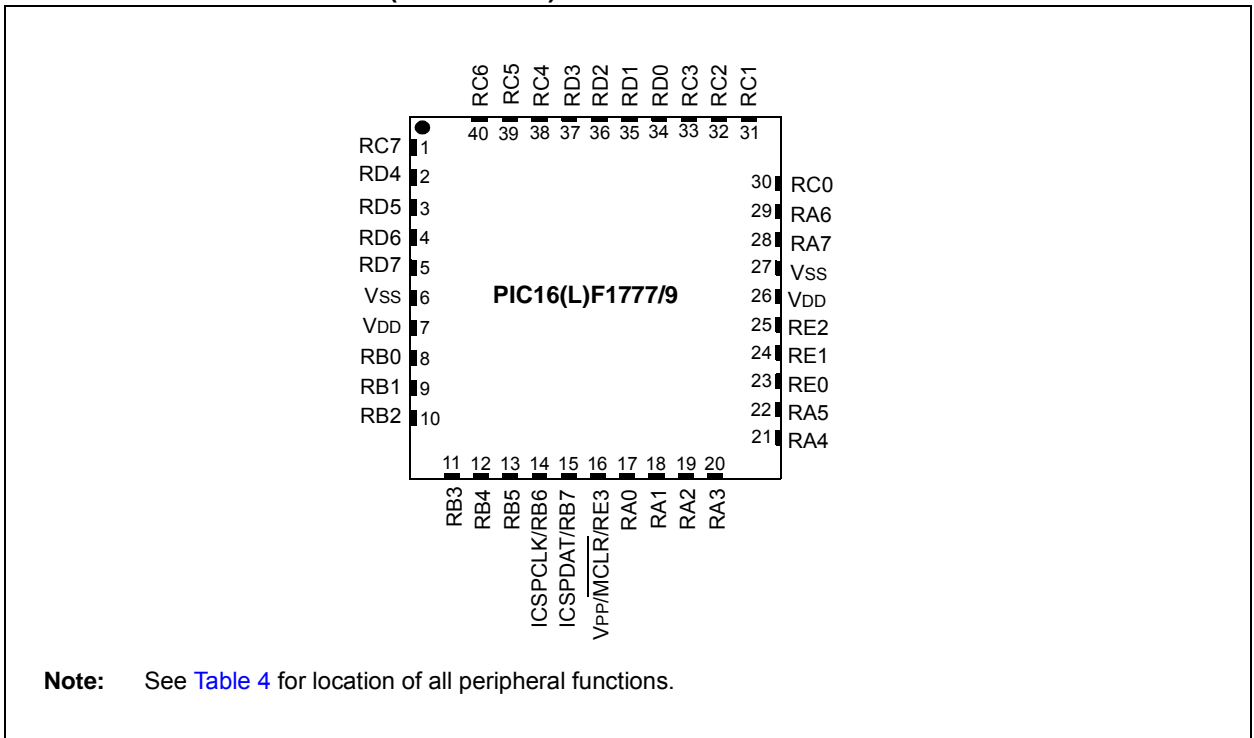 RC6 RC5 RC4 RD3 RD2 RD1 RD0 RC3 RC2 RC1
40 39 38 37 36 35 34 33 32 31
RC7 1
RD4 2
RD5 3
RD6 4
RD7 5
VSS 6
VDD 7
RB0 8
RB1 9
RB2 10
PIC16(L)F1777/9
30 RC0
29 RA6
28 RA7
27 VSS
26 VDD
25 RE2
24 RE1
23 RE0
22 RA5
21 RA4
11 12 13 14 15 16 17 18 19 20
RB3 RB4 RB5 ICSPCLK/RB6 ICSPDAT/RB7 VPP/MCLR/RE3 RA0 RA1 RA2 RA3
Note: See Table 4 for location of all peripheral functions.